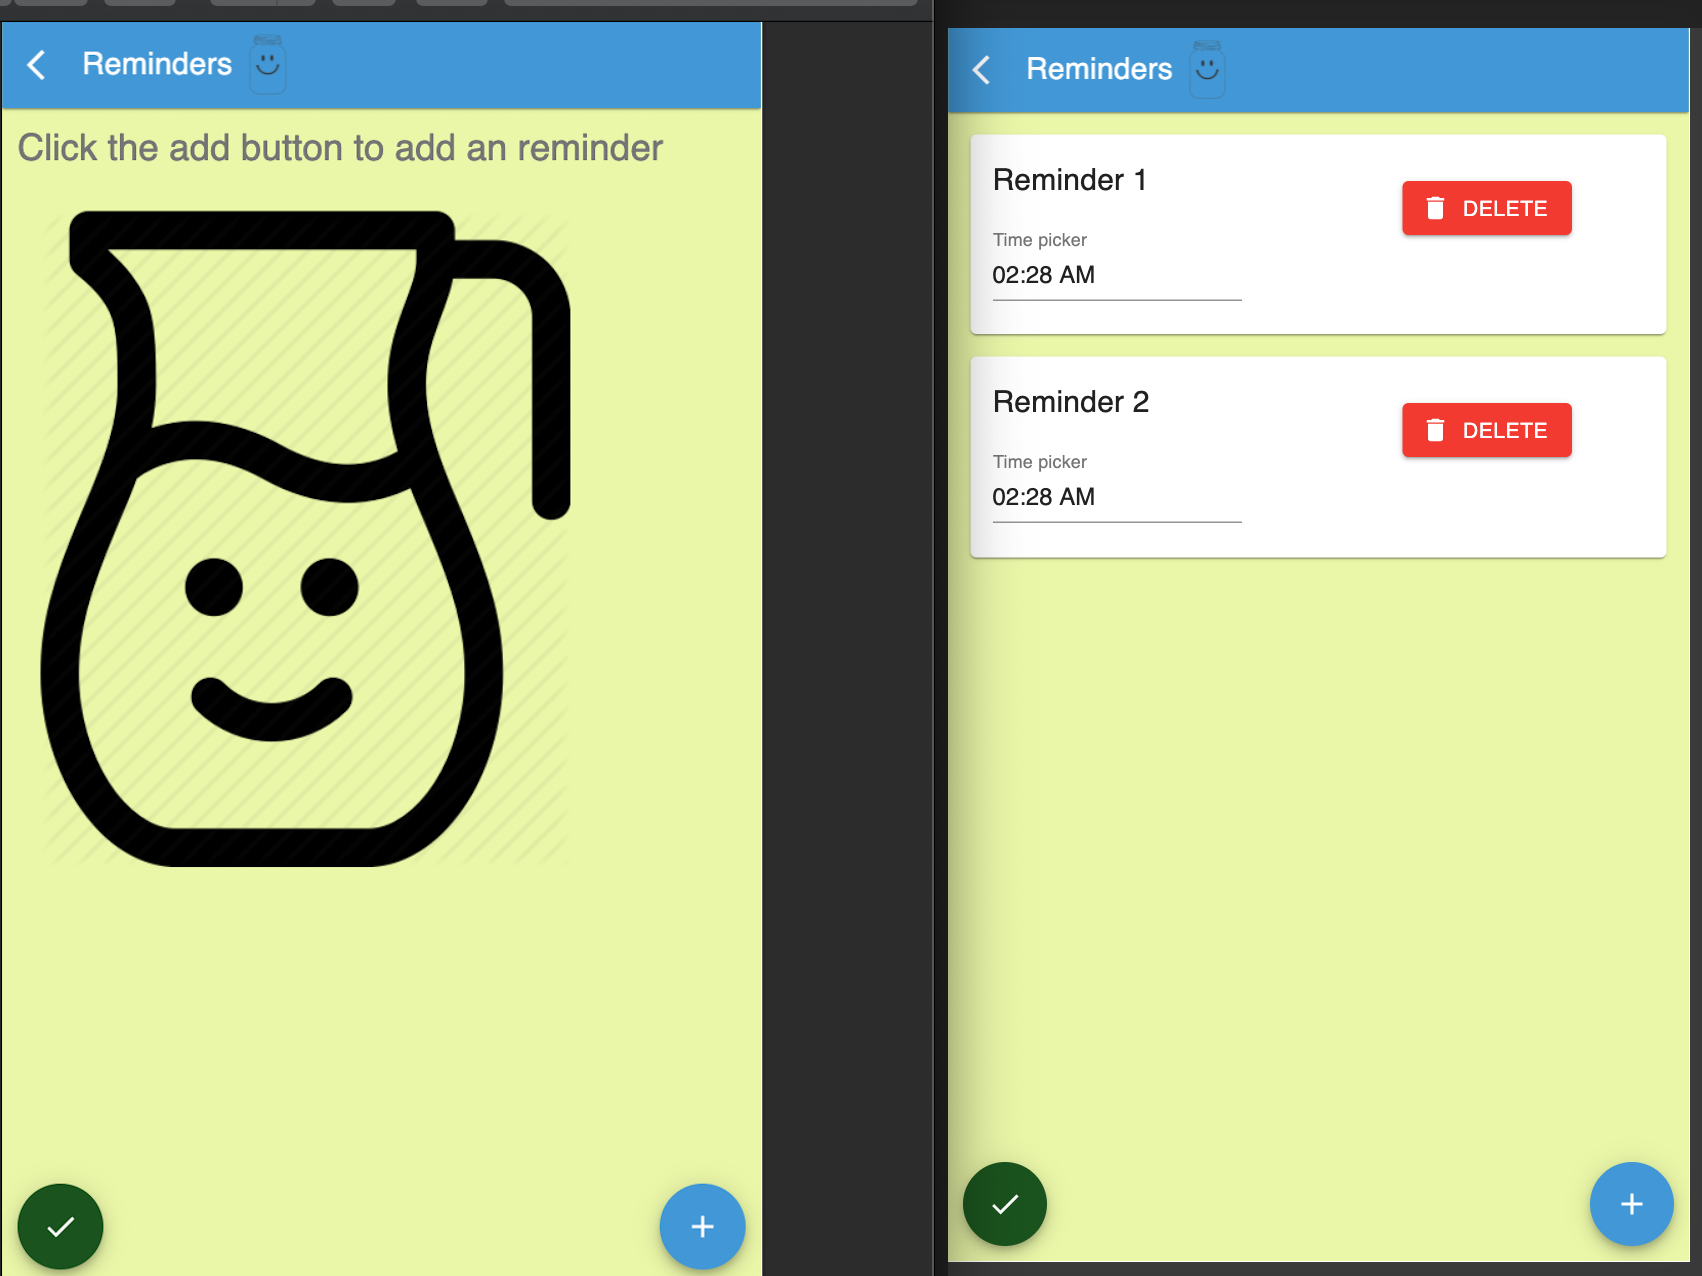 Reminders
Click the add button to add an reminder
Reminders
Reminder 1
DELETE
Time picker
02:28 AM
Reminder 2
DELETE
Time picker
02:28 AM